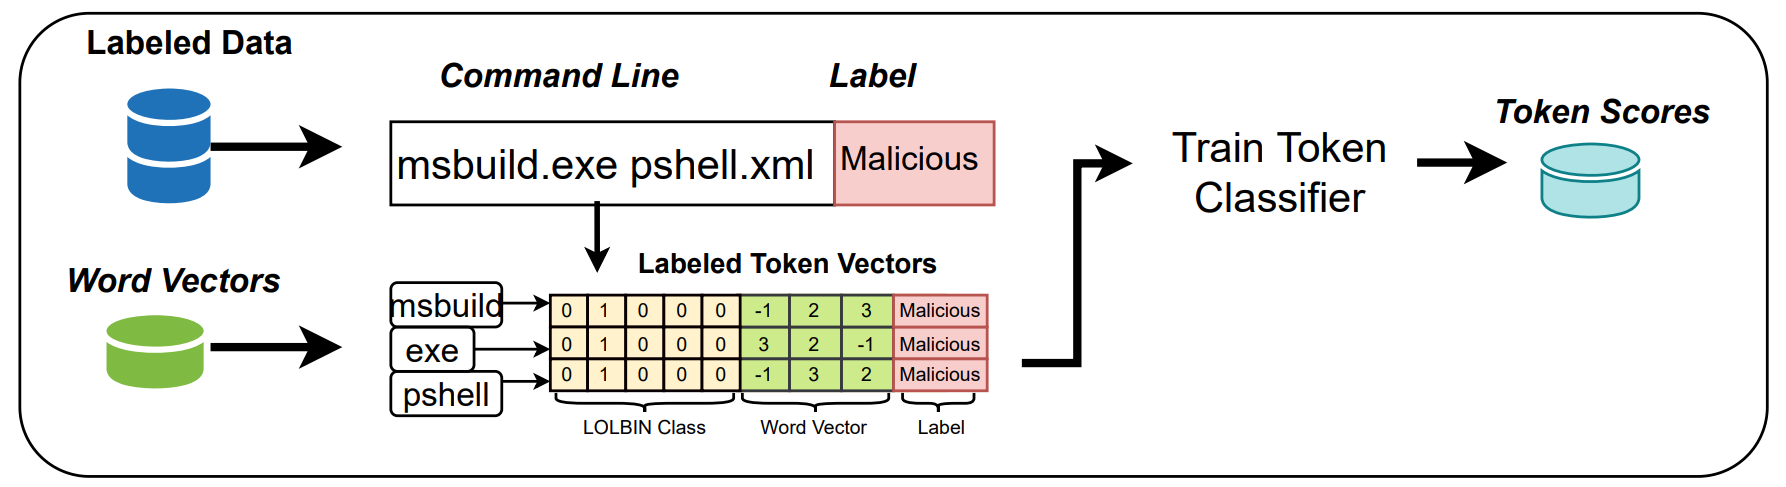 Labeled Data
Command Line
Label
Token Scores
msbuild.exe pshell.xml
Malicious
Train Token
Classifier
Word Vectors
Labeled Token Vectors
msbuild
0 1 0 0 0 -1 2 3 Malicious
exe
0 1 0 0 0 3 2 -1 Malicious
pshell
0 1 0 0 0 -1 3 2 Malicious
LOLBIN Class
Word Vector
Label